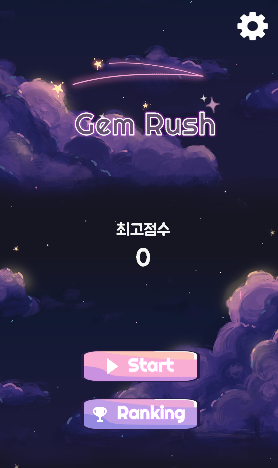 Gem Rush
최고점수
0
Start
Ranking